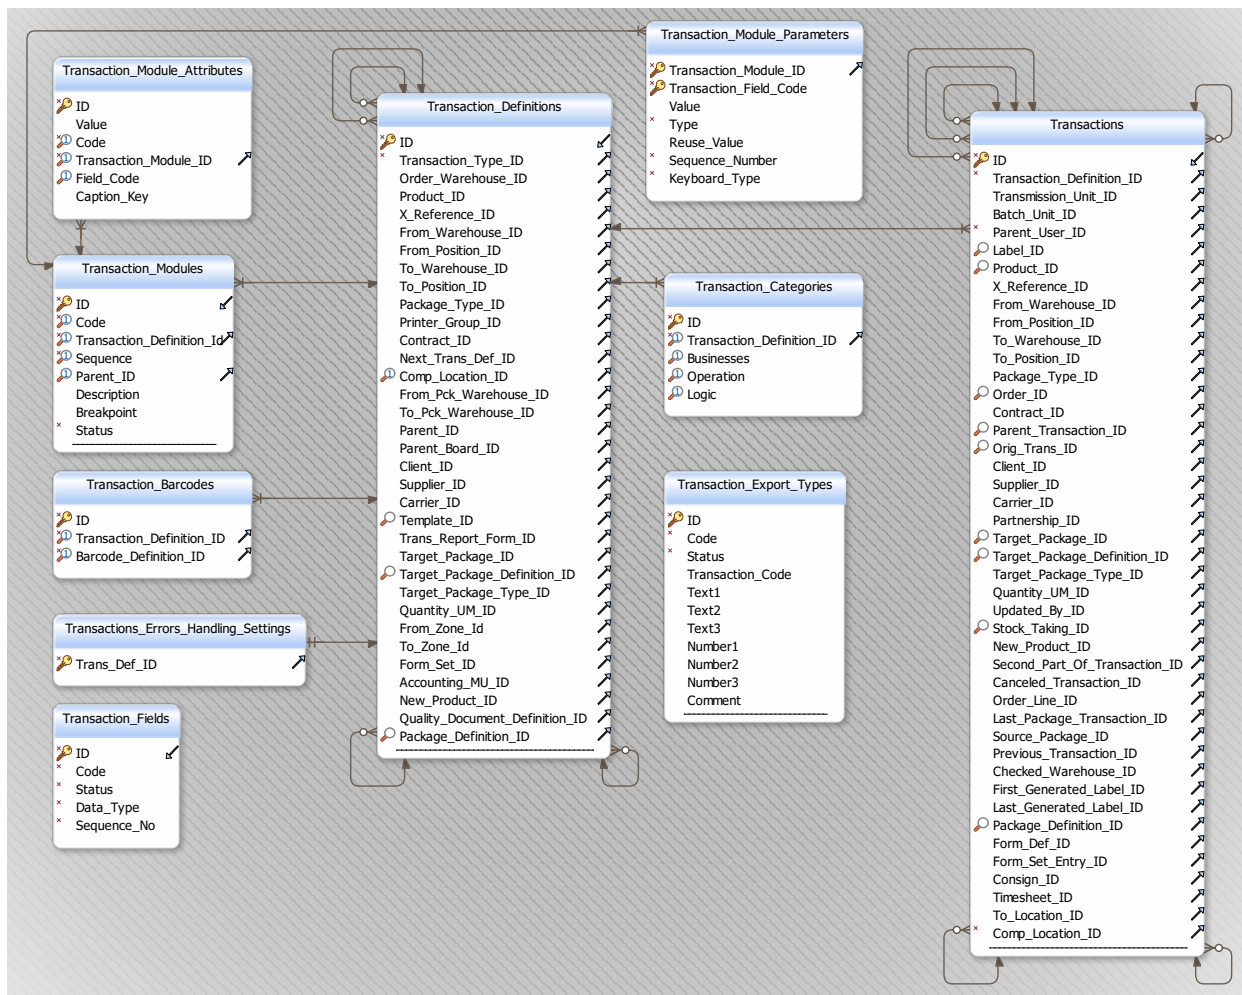 Transaction_Module_Attributes
ID
Value
Code
Transaction_Module_ID
Field_Code
Caption_Key
Transaction_Modules
ID
Code
Transaction_Definition_Id
Sequence
Parent_ID
Description
Breakpoint
Status
Transaction_Barcodes
ID
Transaction_Definition_ID
Barcode_Definition_ID
Transactions_Errors_Handling_Settings
Trans_Def_ID
Transaction_Fields
ID
Code
Status
Data_Type
Sequence_No
Transaction_Definitions
ID
Transaction_Type_ID
Order_Warehouse_ID
Product_ID
X_Reference_ID
From_Warehouse_ID
From_Position_ID
To_Warehouse_ID
To_Position_ID
Package_Type_ID
Printer_Group_ID
Contract_ID
Next_Trans_Def_ID
Comp_Location_ID
From_Pck_Warehouse_ID
To_Pck_Warehouse_ID
Parent_ID
Parent_Board_ID
Client_ID
Supplier_ID
Carrier_ID
Template_ID
Trans_Report_Form_ID
Target_Package_ID
Target_Package_Definition_ID
Target_Package_Type_ID
Quantity_UM_ID
From_Zone_Id
To_Zone_Id
Form_Set_ID
Accounting_MU_ID
New_Product_ID
Quality_Document_Definition_ID
Package_Definition_ID
Transaction_Module_Parameters
Transaction_Module_ID
Transaction_Field_Code
Value
Type
Reuse_Value
Sequence_Number
Keyboard_Type
Transaction_Categories
ID
Transaction_Definition_ID
Businesses
Operation
Logic
Transaction_Export_Types
ID
Code
Status
Transaction_Code
Text1
Text2
Text3
Number1
Number2
Number3
Comment
Transactions
ID
Transaction_Definition_ID
Transmission_Unit_ID
Batch_Unit_ID
Parent_User_ID
Label_ID
Product_ID
X_Reference_ID
From_Warehouse_ID
From_Position_ID
To_Warehouse_ID
To_Position_ID
Package_Type_ID
Order_ID
Contract_ID
Parent_Transaction_ID
Orig_Trans_ID
Client_ID
Supplier_ID
Carrier_ID
Partnership_ID
Target_Package_ID
Target_Package_Definition_ID
Target_Package_Type_ID
Quantity_UM_ID
Updated_By_ID
Stock_Taking_ID
New_Product_ID
Second_Part_Of_Transaction_ID
Canceled_Transaction_ID
Order_Line_ID
Last_Package_Transaction_ID
Source_Package_ID
Previous_Transaction_ID
Checked_Warehouse_ID
First_Generated_Label_ID
Last_Generated_Label_ID
Package_Definition_ID
Form_Def_ID
Form_Set_Entry_ID
Consign_ID
Timesheet_ID
To_Location_ID
Comp_Location_ID